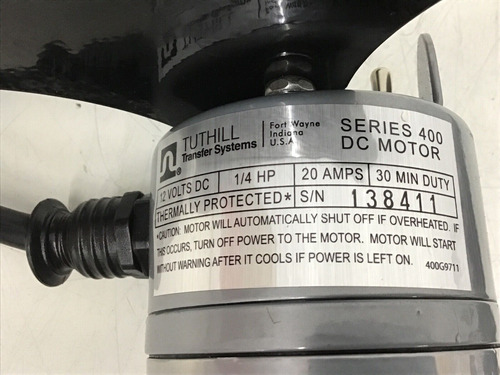 TUTHILL
Transfer Systems
®
Fort Wayne
Indiana
U.S.A.
SERIES 400
DC MOTOR
12 VOLTS DC 1/4 HP 20 AMPS 30 MIN DUTY
THERMALLY PROTECTED* S/N 138411
*CAUTION: MOTOR WILL AUTOMATICALLY SHUT OFF IF OVERHEATED. IF
THIS OCCURS, TURN OFF POWER TO THE MOTOR. MOTOR WILL START
WITHOUT WARNING AFTER IT COOLS IF POWER IS LEFT ON. 400G9711